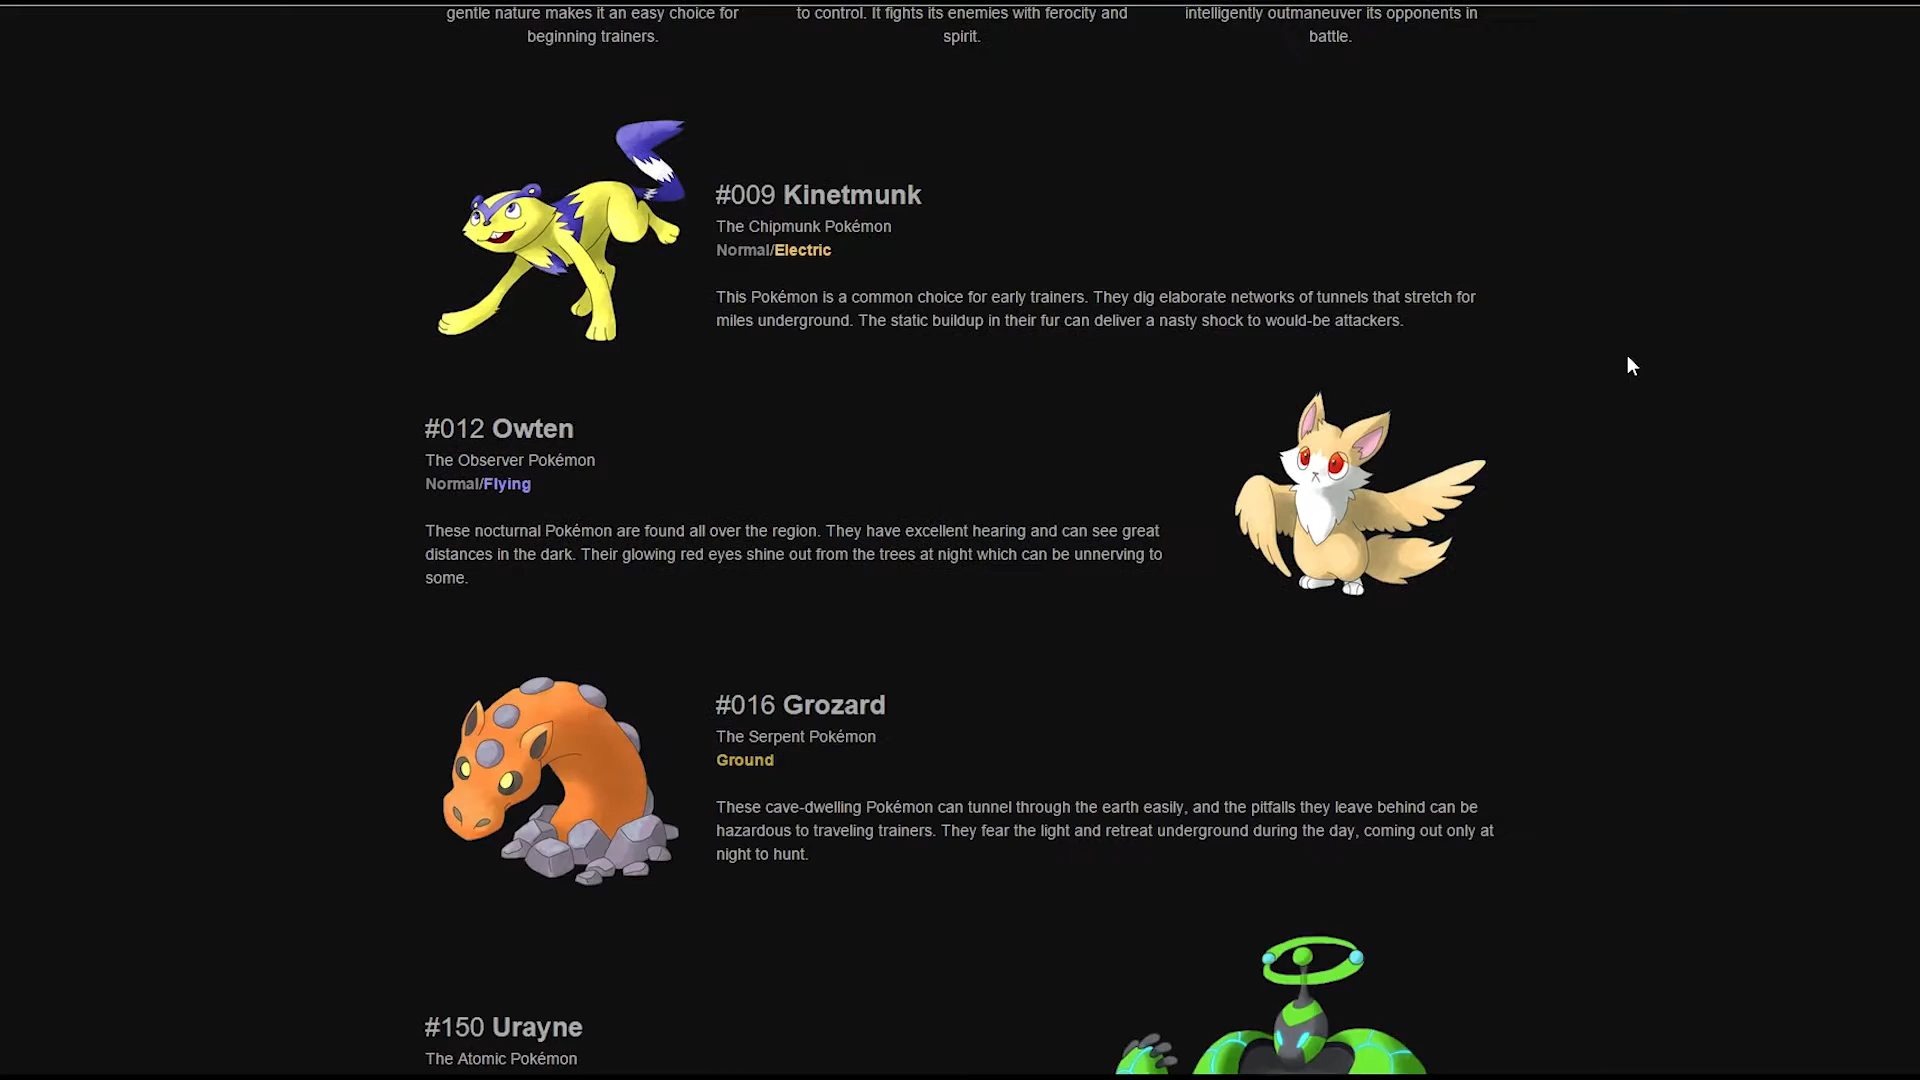 gentle nature makes it an easy choice for
beginning trainers.
to control. It fights its enemies with ferocity and
spirit.
intelligently outmaneuver its opponents in
battle.
#009 Kinetmunk
The Chipmunk Pokémon
Normal/Electric
This Pokémon is a common choice for early trainers. They dig elaborate networks of tunnels that stretch for
miles underground. The static buildup in their fur can deliver a nasty shock to would-be attackers.
#012 Owten
The Observer Pokémon
Normal/Flying
These nocturnal Pokémon are found all over the region. They have excellent hearing and can see great
distances in the dark. Their glowing red eyes shine out from the trees at night which can be unnerving to
some.
#016 Grozard
The Serpent Pokémon
Ground
These cave-dwelling Pokémon can tunnel through the earth easily, and the pitfalls they leave behind can be
hazardous to traveling trainers. They fear the light and retreat underground during the day, coming out only at
night to hunt.
#150 Urayne
The Atomic Pokémon